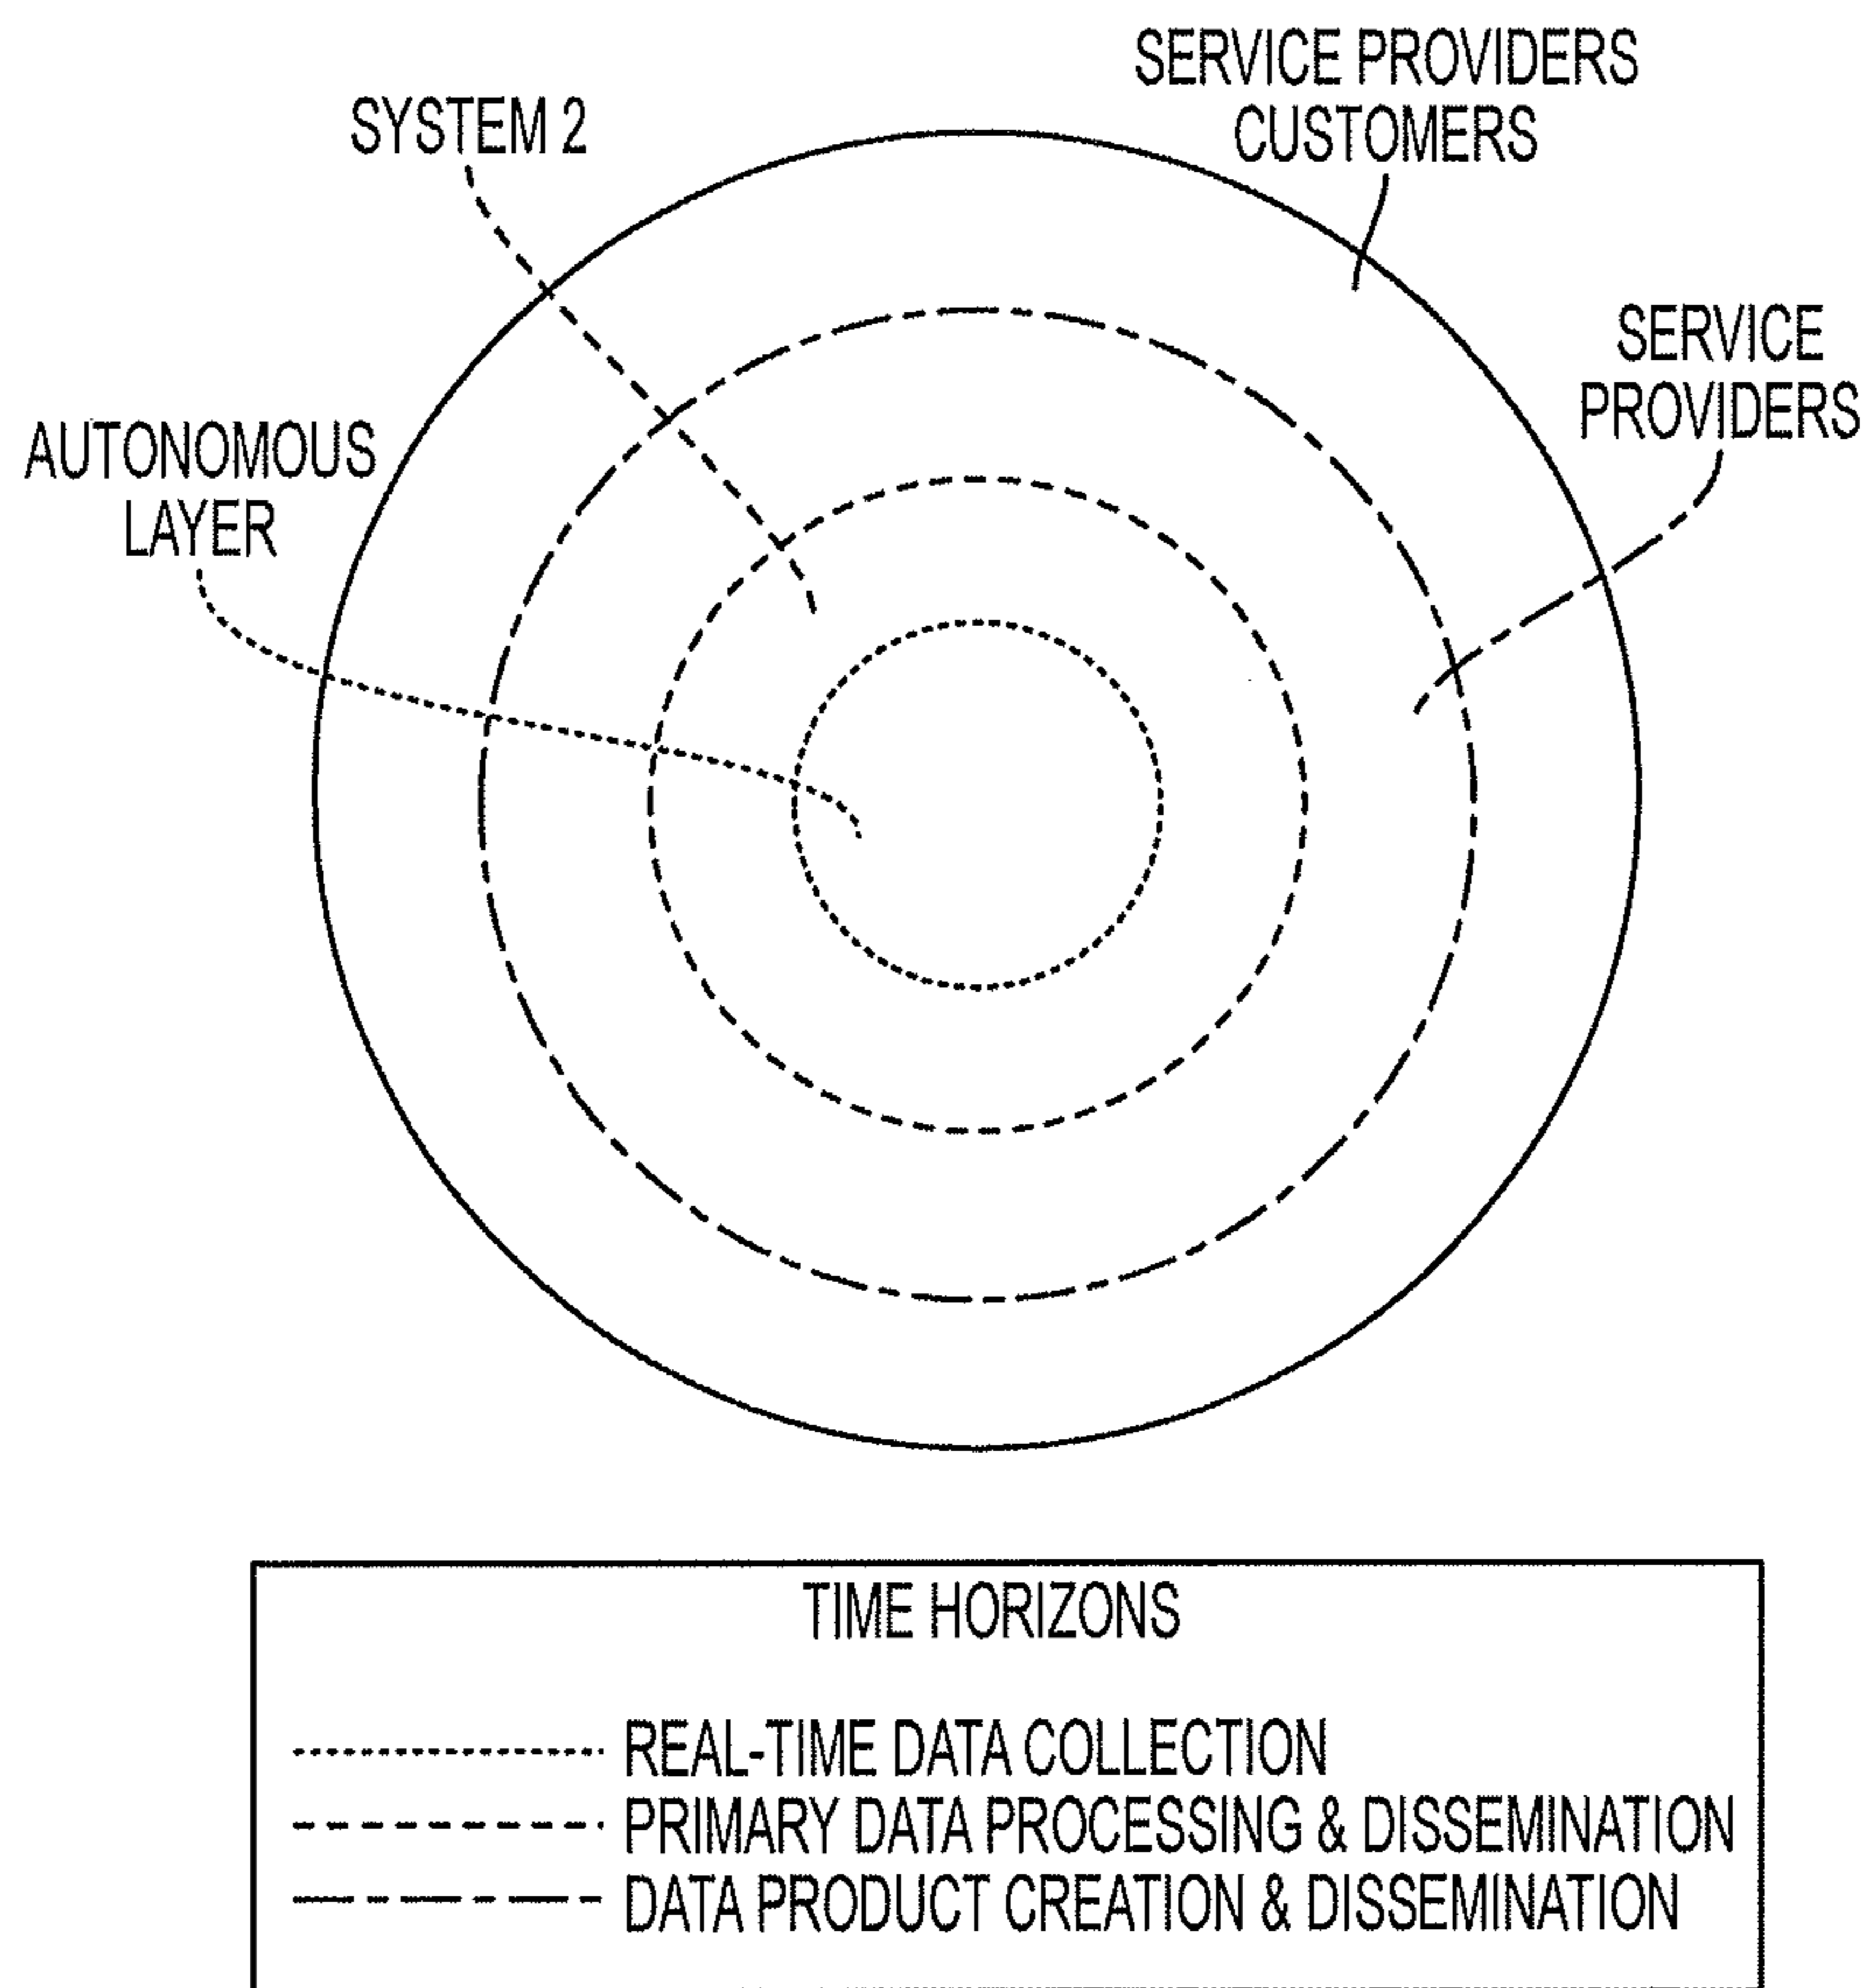 SERVICE PROVIDERS
CUSTOMERS
SYSTEM 2
SERVICE
PROVIDERS
AUTONOMOUS
LAYER
TIME HORIZONS
REAL-TIME DATA COLLECTION
PRIMARY DATA PROCESSING & DISSEMINATION
DATA PRODUCT CREATION & DISSEMINATION